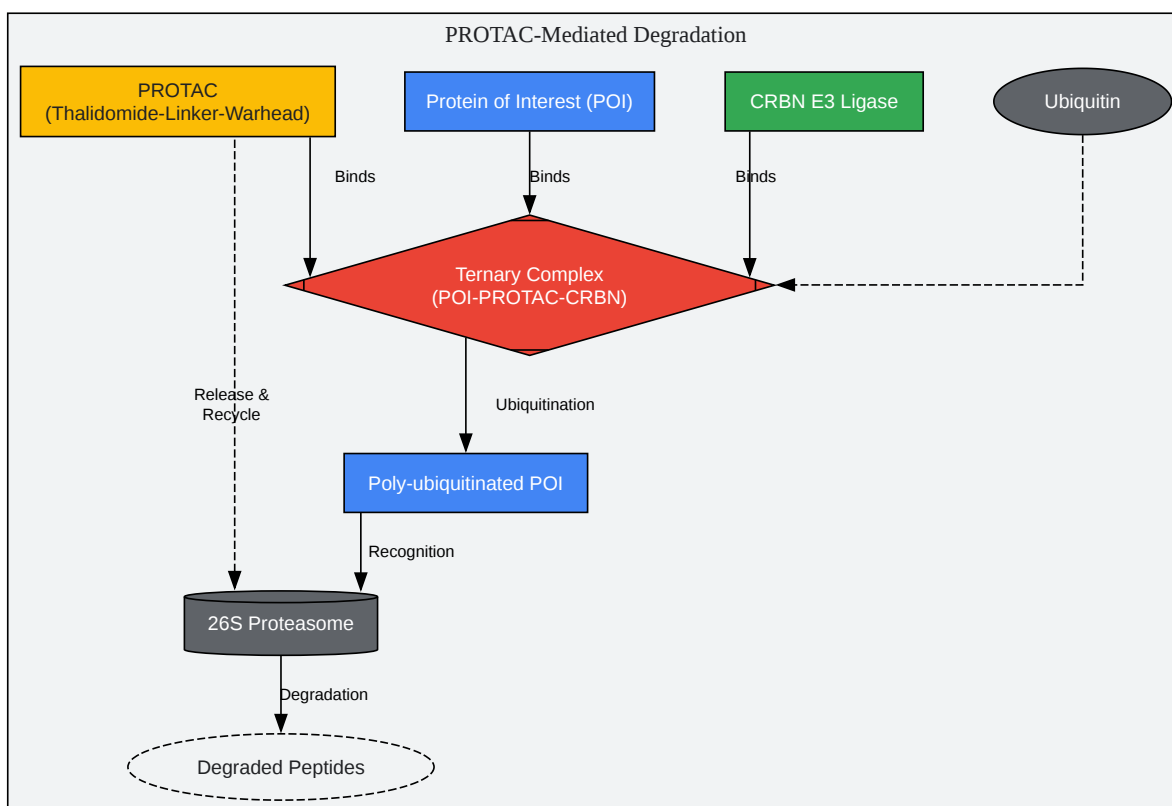 PROTAC-Mediated Degradation
PROTAC
(Thalidomide-Linker-Warhead)
Protein of Interest (POI)
CRBN E3 Ligase
Ubiquitin
Binds
Binds
Binds
Ternary Complex
(POI-PROTAC-CRBN)
Release &
Recycle
Ubiquitination
Poly-ubiquitinated POI
Recognition
26S Proteasome
Degradation
Degraded Peptides